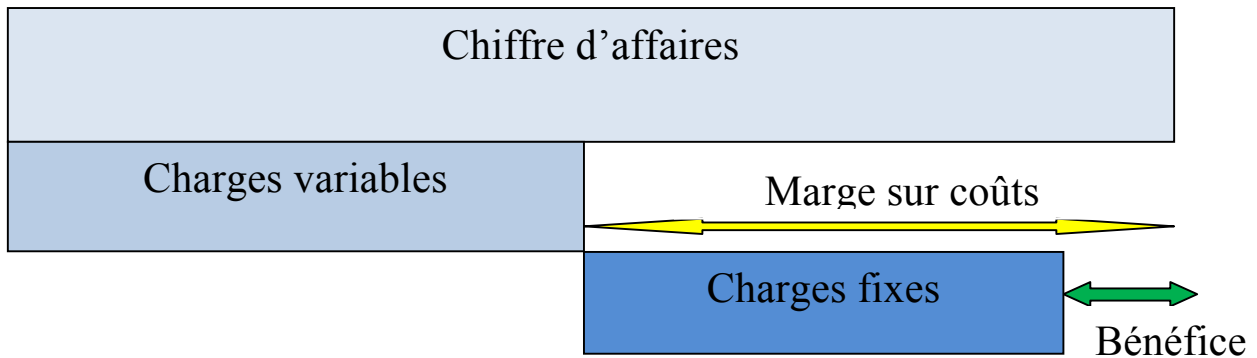 Chiffre d’affaires
Charges variables
Marge sur coûts
Charges fixes
Bénéfice